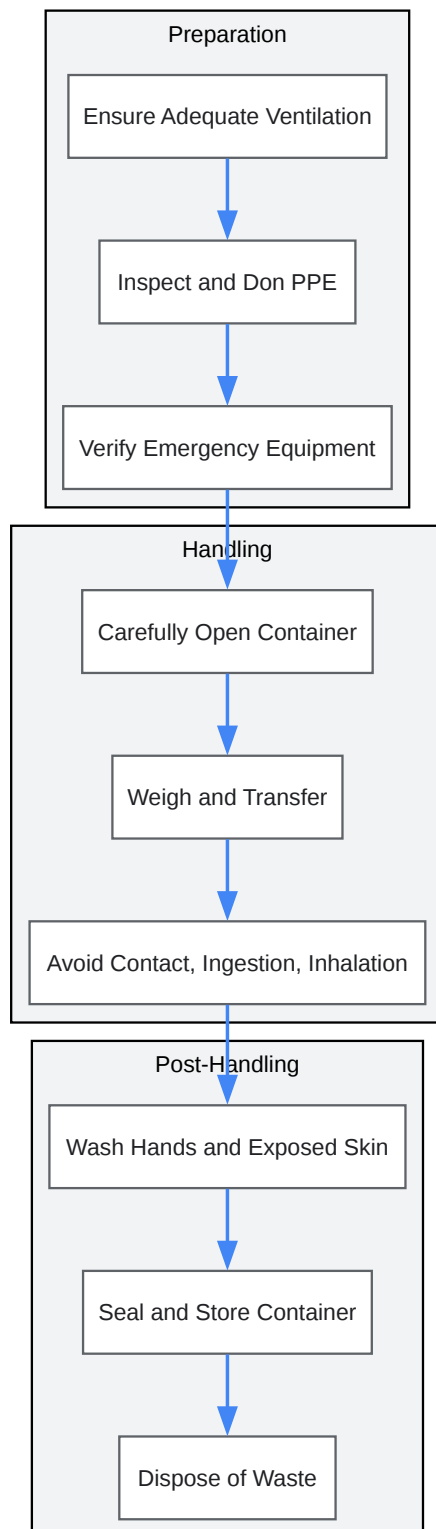 Preparation
Ensure Adequate Ventilation
Inspect and Don PPE
Verify Emergency Equipment
Handling
Carefully Open Container
Weigh and Transfer
Avoid Contact, Ingestion, Inhalation
Post-Handling
Wash Hands and Exposed Skin
Seal and Store Container
Dispose of Waste